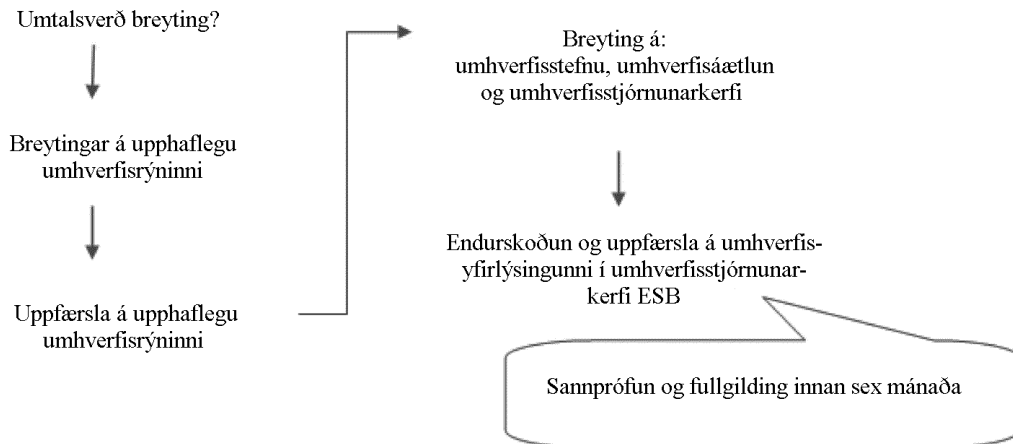 Umtalsverð breyting?
Breytingar á upphaflegu
umhverfisrýninni
Uppfærsla á upphaflegu
umhverfisrýninni
Breyting á:
umhverfisstefnu, umhverfisáætlun
og umhverfisstjórnunarkerfi
Endurskoðun og uppfærsla á umhverfis-
yfirlýsingunni í umhverfisstjórnunar-
kerfi ESB
Sannprófun og fullgilding innan sex mánaða